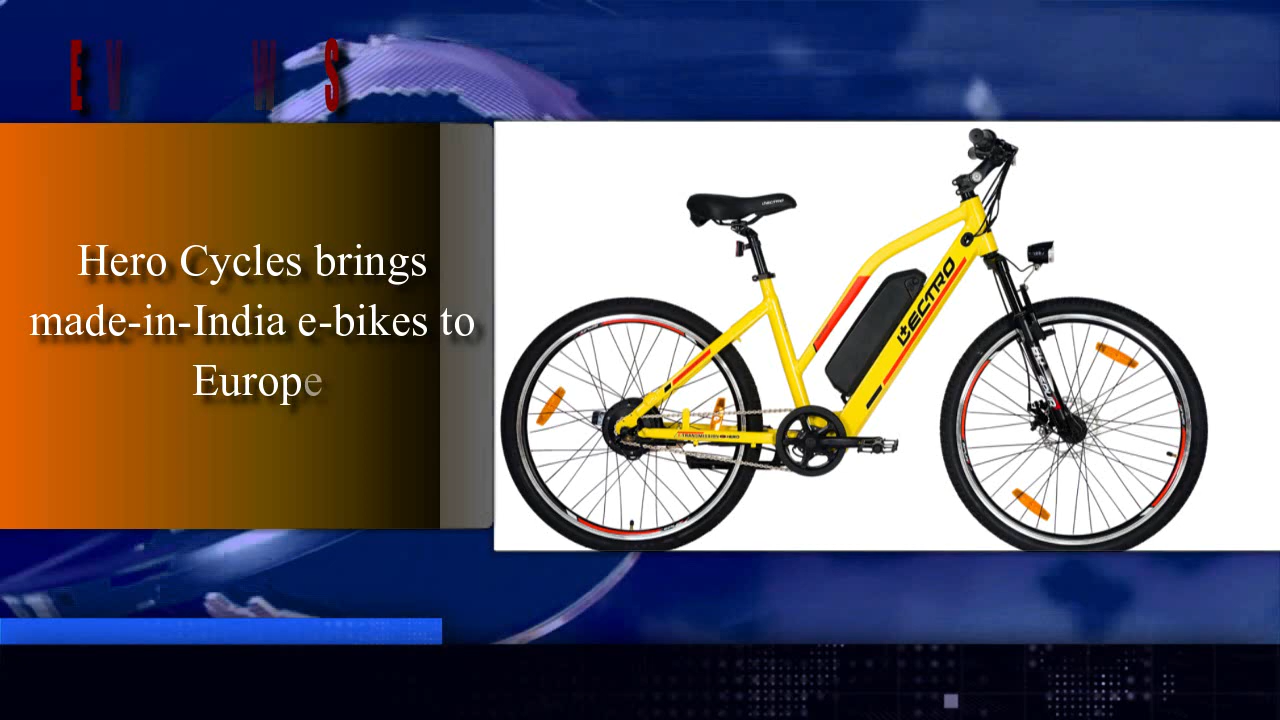 E V W S
Hero Cycles brings
made-in-India e-bikes to
Europe
LECTRO